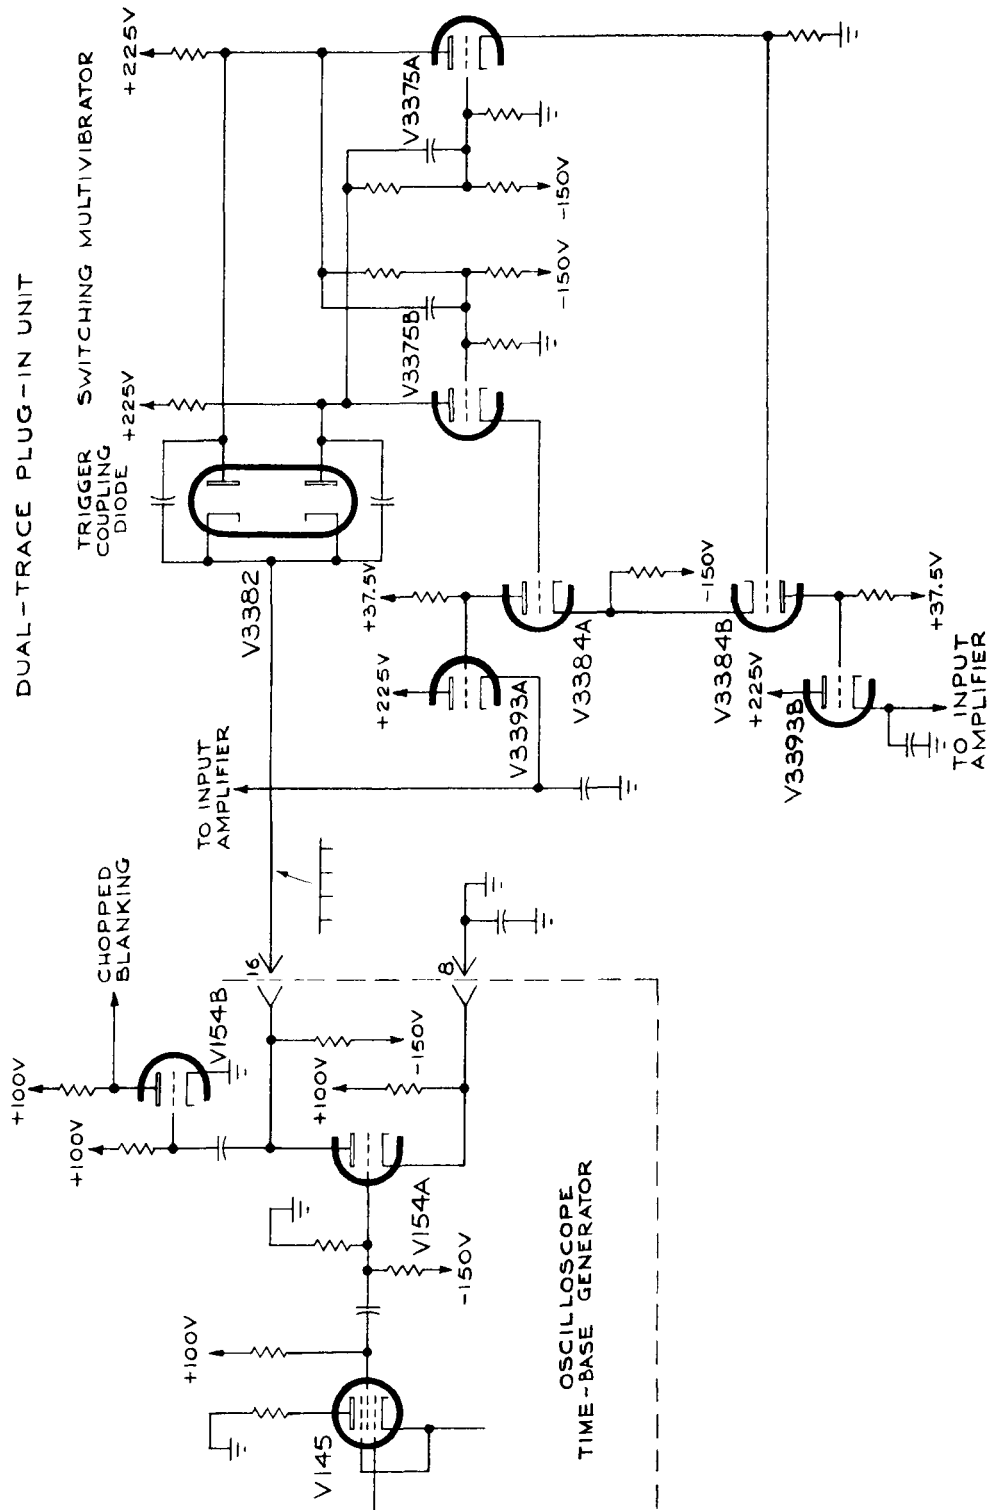 DUAL-TRACE PLUG-IN UNIT
SWITCHING MULTIVIBRATOR
+225V
V3375A
-150V
-150V
V3375B
+225V
TRIGGER
COUPLING
DIODE
V3382
+37.5V
V3384A
-150V
V3384B
+37.5V
+225V
V3393A
+225V
V3393B
TO INPUT
AMPLIFIER
TO INPUT
AMPLIFIER
CHOPPED
BLANKING
16
8
+100V
V154B
+100V
-150V
+100V
V154A
-150V
+100V
V145
OSCILLOSCOPE
TIME-BASE GENERATOR